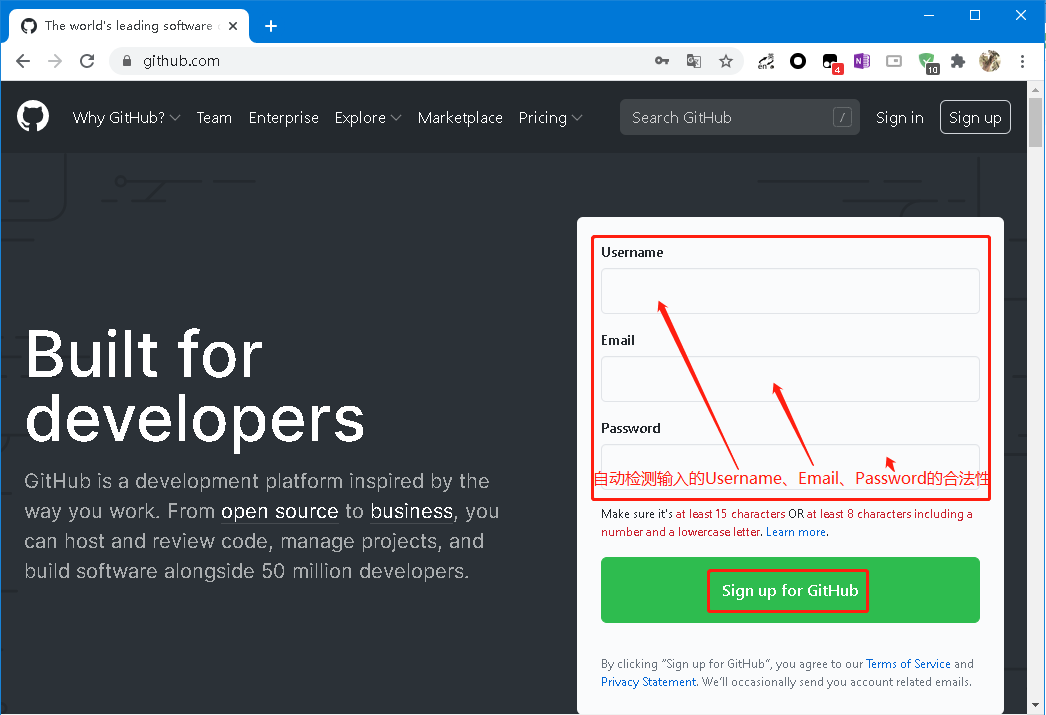 The world's leading software
github.com
en
4
N
10
Why GitHub?
Team
Enterprise
Explore
Marketplace
Pricing
Search GitHub
/
Sign in
Sign up
Username
Email
Password
自动检测输入的Username、Email、Password的合法性
Make sure it's at least 15 characters OR at least 8 characters including a
number and a lowercase letter. Learn more.
Sign up for GitHub
By clicking “Sign up for GitHub”, you agree to our Terms of Service and
Privacy Statement. We’ll occasionally send you account related emails.
Built for
developers
GitHub is a development platform inspired by the
way you work. From open source to business, you
can host and review code, manage projects, and
build software alongside 50 million developers.